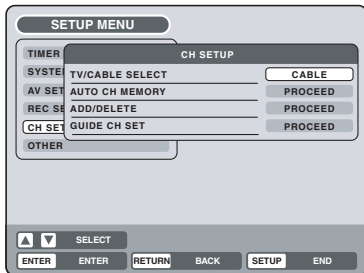 SETUP MENU
CH SETUP
TIMER
SYSTE
AV SET
REC SE
CH SET
OTHER
TV/CABLE SELECT CABLE
AUTO CH MEMORY PROCEED
ADD/DELETE PROCEED
GUIDE CH SET PROCEED
SELECT
ENTER ENTER RETURN BACK SETUP END